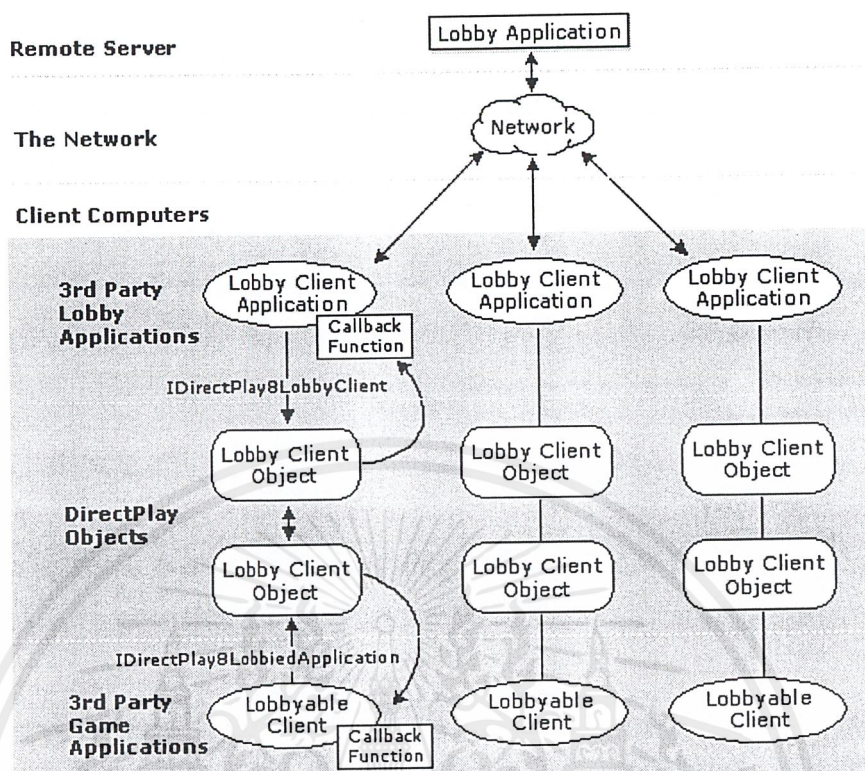 Remote Server
Lobby Application
The Network
Network
Client Computers
3rd Party
Lobby
Applications
Lobby Client
Application
Callback
Function
Lobby Client
Application
Lobby Client
Application
IDirectPlay8LobbyClient
Lobby Client
Object
Lobby Client
Object
Lobby Client
Object
DirectPlay
Objects
Lobby Client
Object
Lobby Client
Object
Lobby Client
Object
IDirectPlay8LobbiedApplication
3rd Party
Game
Applications
Lobbyable
Client
Callback
Function
Lobbyable
Client
Lobbyable
Client